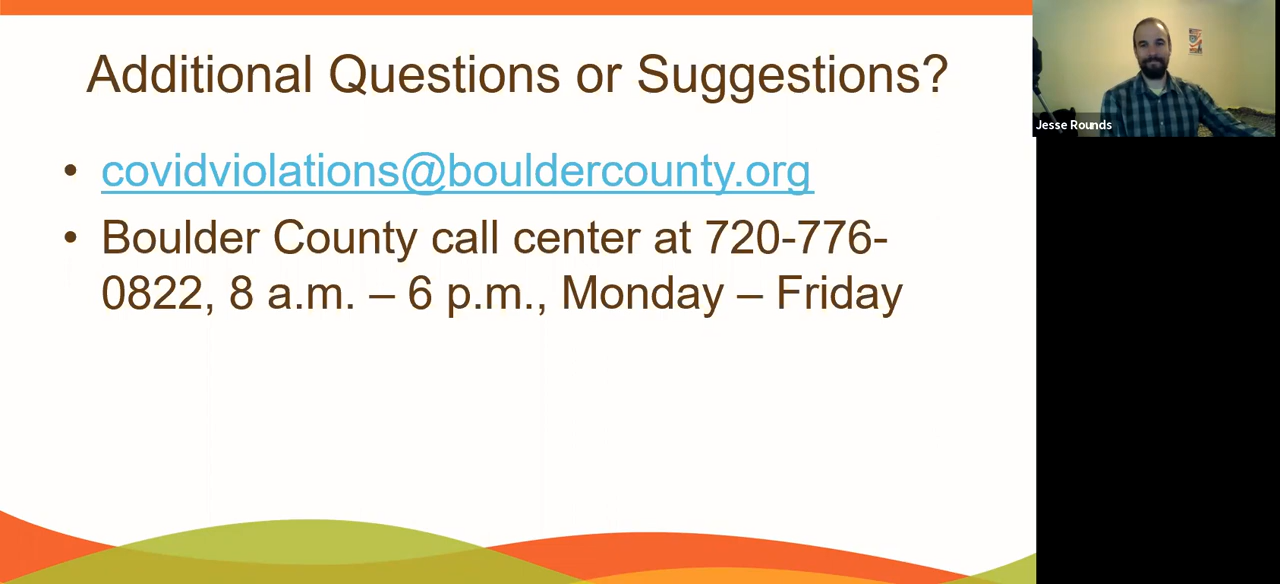 Additional Questions or Suggestions?
• covidviolations@bouldercounty.org
• Boulder County call center at 720-776-
0822, 8 a.m. – 6 p.m., Monday – Friday
Jesse Rounds